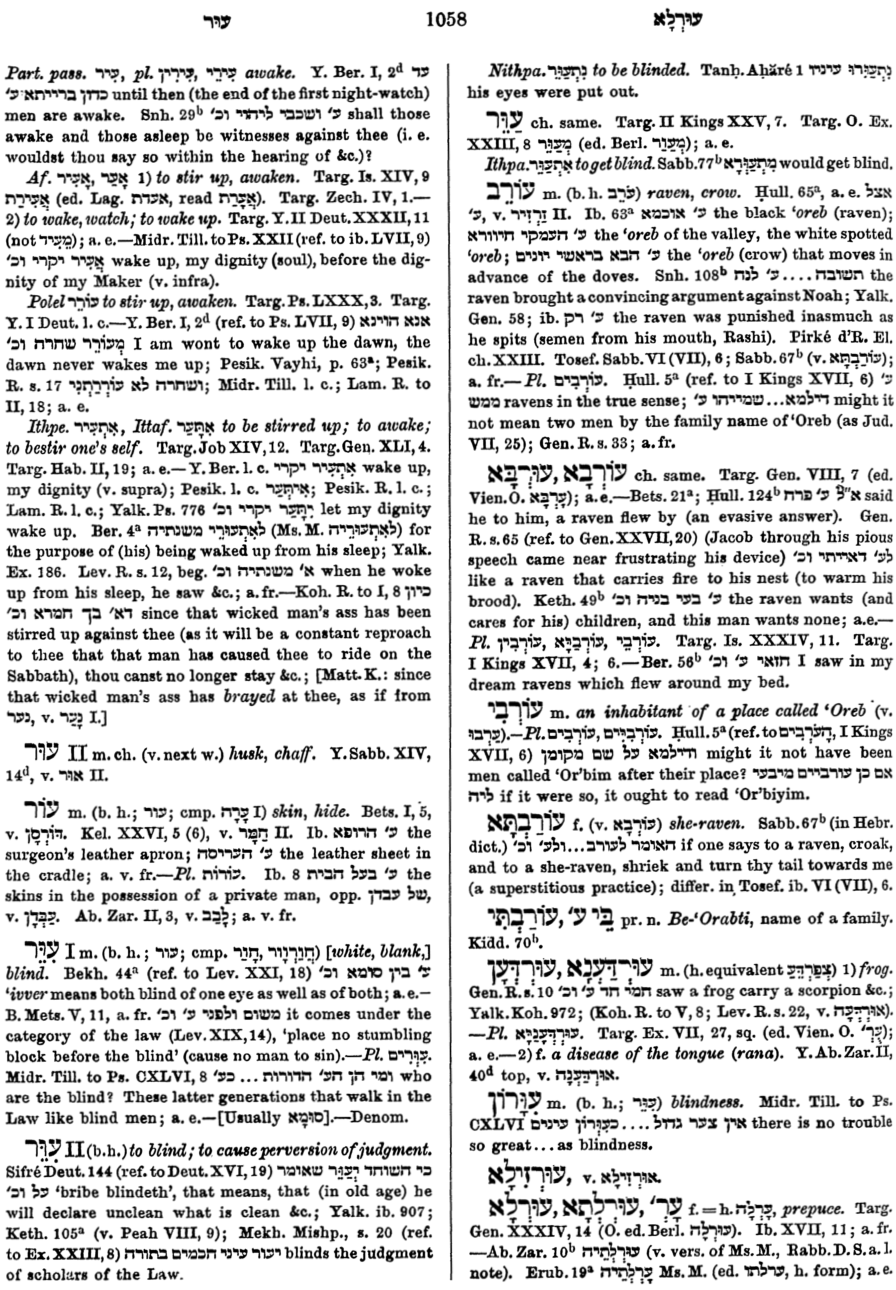 עור 1058 עורלא
Part. pass. עִיר, pl. עִירִין, עִירֵי awake. Y. Ber. I, 2d עד
כדון ברייתא ע׳ until then (the end of the first night-watch)
men are awake. Snh. 29b ע׳ ושכבי ליהוי וכ׳ shall those
awake and those asleep be witnesses against thee (i. e.
wouldst thou say so within the hearing of &c.)?
Af. אָעֵיר, אָעַר 1) to stir up, awaken. Targ. Is. XIV, 9
אֲעִירַת (ed. Lag. אעדת, read אֲעָרַת). Targ. Zech. IV, 1.—
2) to wake, watch; to wake up. Targ. Y. II Deut. XXXII, 11
(not מֵעִיד); a. e.—Midr. Till. to Ps. XXII (ref. to ib. LVII, 9)
אָעֵיר יקרי וכ׳ wake up, my dignity (soul), before the dig-
nity of my Maker (v. infra).
Polel עוֹרֵר to stir up, awaken. Targ. Ps. LXXX, 3. Targ.
Y. I Deut. l. c.—Y. Ber. I, 2d (ref. to Ps. LVII, 9) אנא הוינא
מְעוֹרֵר שחרה וכ׳ I am wont to wake up the dawn, the
dawn never wakes me up; Pesik. Vayhi, p. 63a; Pesik.
R. s. 17 ושחרה לא עוֹרְרַתְנִי; Midr. Till. l. c.; Lam. R. to
II, 18; a. e.
Ithpe. אִתְעֵיר, Ittaf. אִתָּעַר to be stirred up; to awake;
to bestir one's self. Targ. Job XIV, 12. Targ. Gen. XLI, 4.
Targ. Hab. II, 19; a. e.—Y. Ber. l. c. אִתְעֵיר יקרי wake up,
my dignity (v. supra); Pesik. l. c. אִיתְּעַר; Pesik. R. l. c.;
Lam. R. l. c.; Yalk. Ps. 776 יִתָּעַר יקרי וכ׳ let my dignity
wake up. Ber. 4a לְאִתְּעוּרֵי משנתיה (Ms. M. לְאִתְּעוּרֵיה) for
the purpose of (his) being waked up from his sleep; Yalk.
Ex. 186. Lev. R. s. 12, beg. א׳ משנתיה וכ׳ when he woke
up from his sleep, he saw &c.; a. fr.—Koh. R. to I, 8 כיון
דא׳ בך חמרא וכ׳ since that wicked man's ass has been
stirred up against thee (as it will be a constant reproach
to thee that that man has caused thee to ride on the
Sabbath), thou canst no longer stay &c.; [Matt. K.: since
that wicked man's ass has brayed at thee, as if from
נער, v. נָעַר I.]
עוּר II m. ch. (v. next w.) husk, chaff. Y. Sabb. XIV,
14d, v. אור II.
עוֹר m. (b. h.; עור; cmp. עָרָה I) skin, hide. Bets. I, 5,
v. דּוּרְסָן. Kel. XXVI, 5 (6), v. חַמָּר II. Ib. ע׳ הרופא the
surgeon's leather apron; ע׳ העריסה the leather sheet in
the cradle; a. v. fr.—Pl. עוֹרוֹת. Ib. 8 ע׳ בעל הבית the
skins in the possession of a private man, opp. של עבדן,
v. עַבְּדָן. Ab. Zar. II, 3, v. לָבַב; a. v. fr.
עִוֵּר I m. (b. h.; עור; cmp. חָוַר, חֲוַרְוָור) [white, blank,]
blind. Bekh. 44a (ref. to Lev. XXI, 18) ע׳ בין סומא וכ׳
'ivver means both blind of one eye as well as of both; a. e.—
B. Mets. V, 11, a. fr. משום ולפני ע׳ וכ׳ it comes under the
category of the law (Lev. XIX, 14), 'place no stumbling
block before the blind' (cause no man to sin).—Pl. עִוְּרִים.
Midr. Till. to Ps. CXLVI, 8 ומי הן הע׳ הדורות ... כע׳ who
are the blind? These latter generations that walk in the
Law like blind men; a. e.—[Usually סוּמָא].—Denom.
עִוֵּר II (b. h.) to blind; to cause perversion of judgment.
Sifré Deut. 144 (ref. to Deut. XVI, 19) כי השוחד יְעַוֵּר שאומר
על וכ׳ 'bribe blindeth', that means, that (in old age) he
will declare unclean what is clean &c.; Yalk. ib. 907;
Keth. 105a (v. Peah VIII, 9); Mekh. Mishp., s. 20 (ref.
to Ex. XXIII, 8) יעור עיני חכמים בתורה blinds the judgment
of scholars of the Law.
Nithpa. נִתְעַוֵּר to be blinded. Tanḥ. Aḥăré 1 נִתְעַוְּרוּ עיניו
his eyes were put out.
עַוֵּר ch. same. Targ. II Kings XXV, 7. Targ. O. Ex.
XXIII, 8 מְעַוֵּר (ed. Berl. מְעַוַּר); a. e.
Ithpa. אִתְעַוַּר to get blind. Sabb. 77b מִתְעַוְּרָא would get blind.
עוֹרֵב m. (b. h. עֹרֵב) raven, crow. Ḥull. 65a, a. e. אצל
ע׳, v. זַרְזִיר II. Ib. 63a ע׳ אוכמא the black 'oreb (raven);
ע׳ העמקי חיוורא the 'oreb of the valley, the white spotted
'oreb; ע׳ הבא בראשי יונים the 'oreb (crow) that moves in
advance of the doves. Snh. 108b תשובה .... ע׳ לנח the
raven brought a convincing argument against Noah; Yalk.
Gen. 58; ib. ע׳ רק the raven was punished inasmuch as
he spits (semen from his mouth, Rashi). Pirké d'R. El.
ch. XXIII. Tosef. Sabb. VI (VII), 6; Sabb. 67b (v. עוֹרַבְתָּא);
a. fr.—Pl. עוֹרְבִים. Ḥull. 5a (ref. to I Kings XVII, 6) ע׳
ממש ravens in the true sense; דילמא...שמייהו ע׳ might it
not mean two men by the family name of 'Oreb (as Jud.
VII, 25); Gen. R. s. 33; a. fr.
עוֹרְבָא, עוּרְבָּא ch. same. Targ. Gen. VIII, 7 (ed.
Vien. O. עָרְבָּא); a. e.—Bets. 21a; Ḥull. 124b א״ל ע׳ פרח said
he to him, a raven flew by (an evasive answer). Gen.
R. s. 65 (ref. to Gen. XXVII, 20) (Jacob through his pious
speech came near frustrating his device) לע׳ דאייתי וכ׳
like a raven that carries fire to his nest (to warm his
brood). Keth. 49b ע׳ בעי בניה וכ׳ the raven wants (and
cares for his) children, and this man wants none; a. e.—
Pl. עוֹרְבֵי, עוֹרְבַיָּא, עוֹרְבִין. Targ. Is. XXXIV, 11. Targ.
I Kings XVII, 4; 6.—Ber. 56b חזאי ע׳ וכ׳ I saw in my
dream ravens which flew around my bed.
עוֹרְבִי m. an inhabitant of a place called 'Oreb (v.
עַרְבוּ).—Pl. עוֹרְבִיִּים, עוֹרְבִים. Ḥull. 5a (ref. to הָעֹרְבִים, I Kings
XVII, 6) ודילמא על שם מקומן might it not have been
men called 'Or'bim after their place? אם כן עורביים מיבעי
ליה if it were so, it ought to read 'Or'biyim.
עוֹרַבְתָּא f. (v. עוֹרְבָא) she-raven. Sabb. 67b (in Hebr.
dict.) האומר לעורב...ולע׳ וכ׳ if one says to a raven, croak,
and to a she-raven, shriek and turn thy tail towards me
(a superstitious practice); differ. in Tosef. ib. VI (VII), 6.
עוֹרַבְתִּי, בֵּי ע׳ pr. n. Be-'Orabti, name of a family.
Kidd. 70b.
עוּרְדְּעָנָא, עוּרְדְּעָן m. (h. equivalent צְפַרְדֵּעַ) 1) frog.
Gen. R. s. 10 חמי חד ע׳ וכ׳ saw a frog carry a scorpion &c.;
Yalk. Koh. 972; (Koh. R. to V, 8; Lev. R. s. 22, v. אוּרְדְּעָה).
—Pl. עוּרְדְּעָנַיָּא. Targ. Ex. VII, 27, sq. (ed. Vien. O. עֻרְ׳);
a. e.—2) f. a disease of the tongue (rana). Y. Ab. Zar. II,
40d top, v. אוּרְדַּעֲנָה.
עִוָּרוֹן m. (b. h.; עִוֵּר) blindness. Midr. Till. to Ps.
CXLVI אין צער גדול .... כעִוָּרוֹן עינים there is no trouble
so great... as blindness.
עוּרְזִילָא, v. אוּרְזִילָא.
עוּרְלָא, עוּרְלְתָא, עָרְ׳ f. = h. עָרְלָה, prepuce. Targ.
Gen. XXXIV, 14 (O. ed. Berl. עוּרְלָה). Ib. XVII, 11; a. fr.
—Ab. Zar. 10b עוּרְלְתֵיה (v. vers. of Ms. M., Rabb. D. S. a. l.
note). Erub. 19a עָרְלְתֵיה Ms. M. (ed. ערלתו, h. form); a. e.